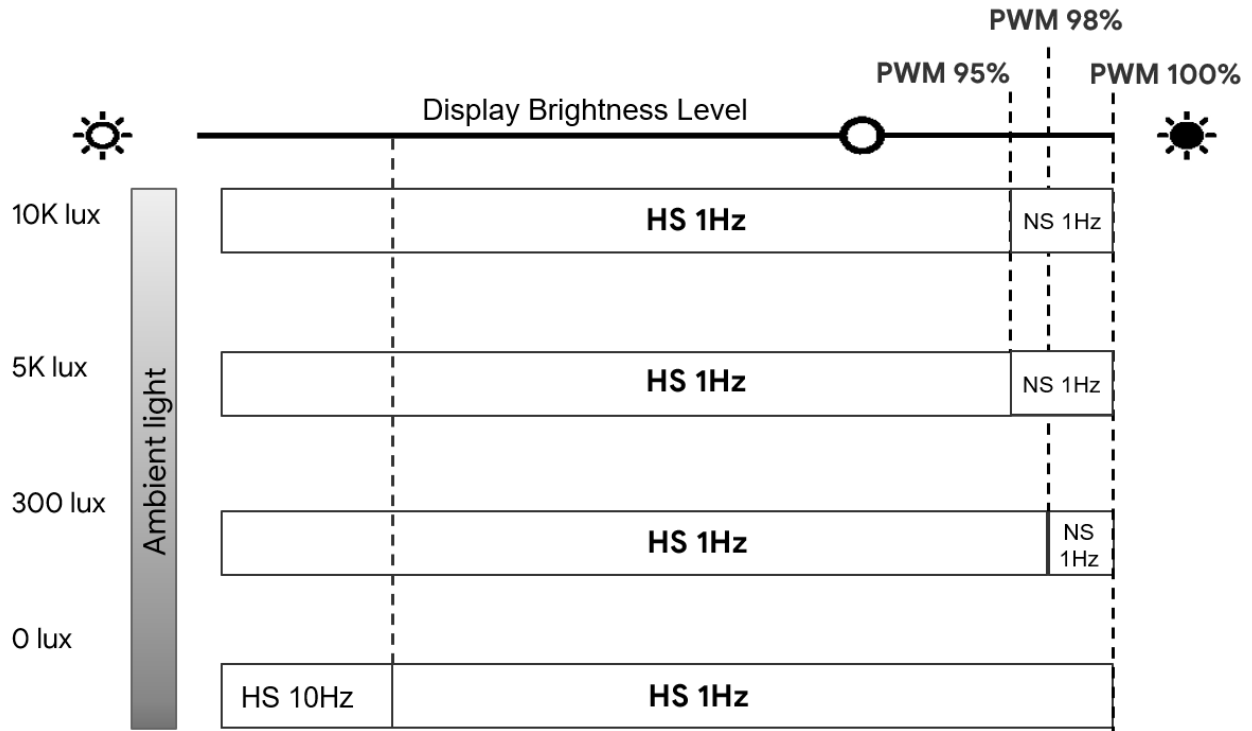 PWM 98%
PWM 95%
PWM 100%
Display Brightness Level
10K lux
HS 1Hz
NS 1Hz
5K lux
HS 1Hz
NS 1Hz
Ambient light
300 lux
HS 1Hz
NS
1Hz
0 lux
HS 10Hz
HS 1Hz